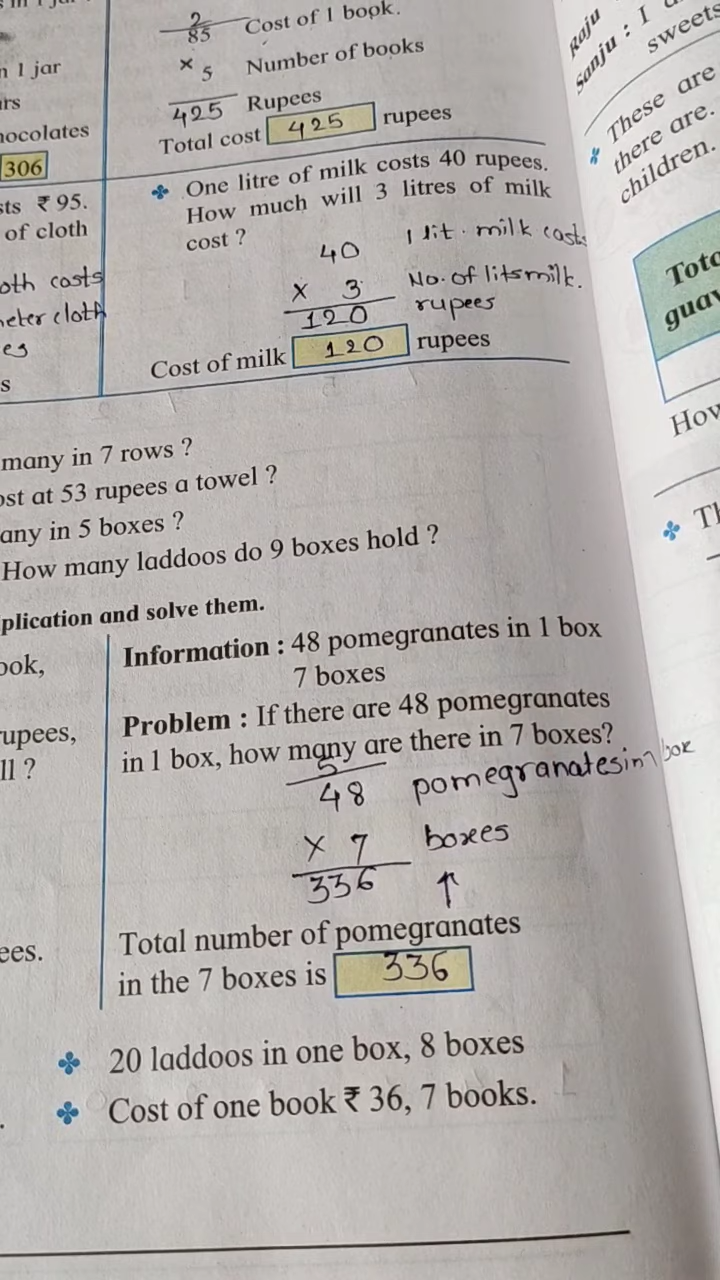 2
85 Cost of 1 book.
× 5 Number of books
425 Rupees
Total cost 425 rupees
n 1 jar
306
sts ₹ 95.
of cloth
oth costs
meter cloth
es
s
One litre of milk costs 40 rupees.
How much will 3 litres of milk
cost ?
40 1 lit. milk costs
× 3 No. of lits milk.
120 rupees
Cost of milk 120 rupees
many in 7 rows ?
ost at 53 rupees a towel ?
any in 5 boxes ?
How many laddoos do 9 boxes hold ?
plication and solve them.
ook,
rupees,
ll ?
ees.
Information : 48 pomegranates in 1 box
7 boxes
Problem : If there are 48 pomegranates
in 1 box, how many are there in 7 boxes?
5
48 pomegranates in 1 box
× 7 boxes
336 ↑
Total number of pomegranates
in the 7 boxes is 336
20 laddoos in one box, 8 boxes
Cost of one book ₹ 36, 7 books.
Raju
Sanju : I
sweets
These are
there are.
children.
Tota
guav
How
Th